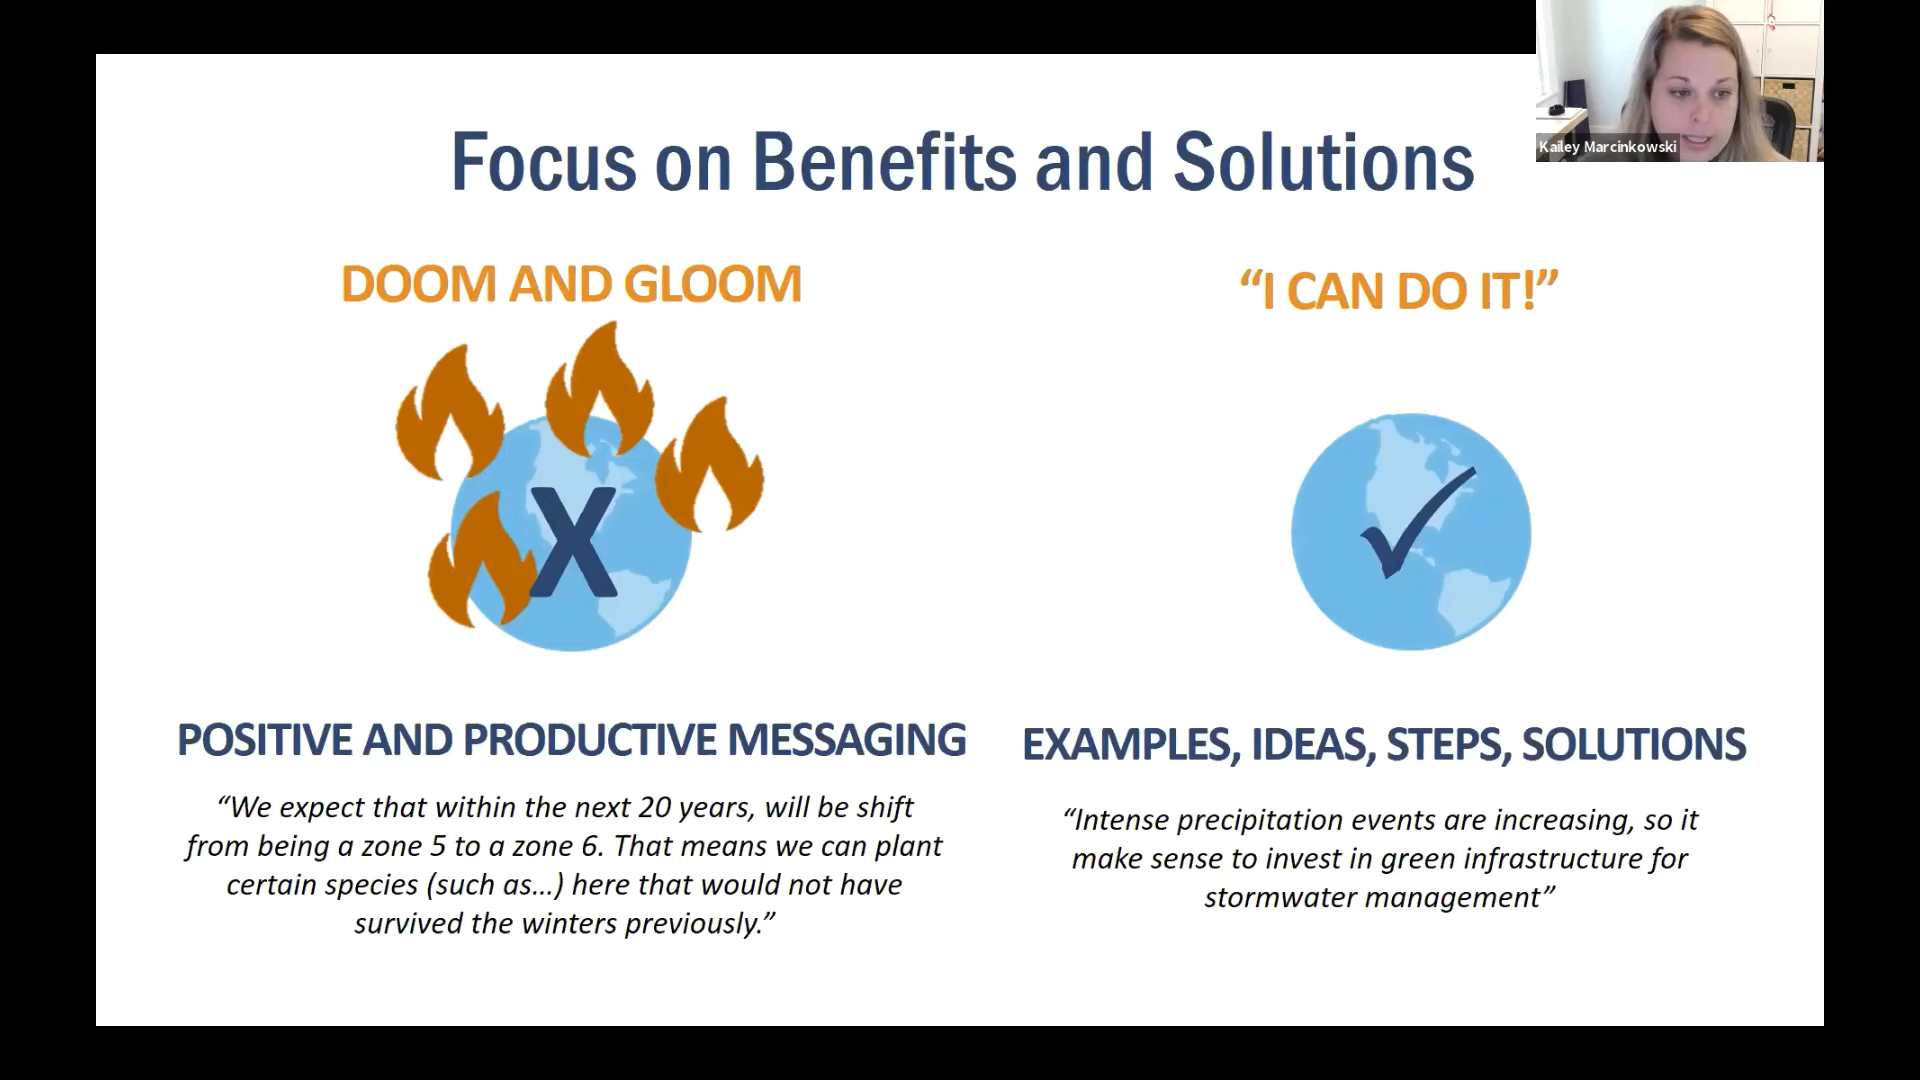 Kailey Marcinkowski
Focus on Benefits and Solutions
DOOM AND GLOOM
X
POSITIVE AND PRODUCTIVE MESSAGING
“We expect that within the next 20 years, will be shift
from being a zone 5 to a zone 6. That means we can plant
certain species (such as...) here that would not have
survived the winters previously.”
“I CAN DO IT!”
EXAMPLES, IDEAS, STEPS, SOLUTIONS
“Intense precipitation events are increasing, so it
make sense to invest in green infrastructure for
stormwater management”